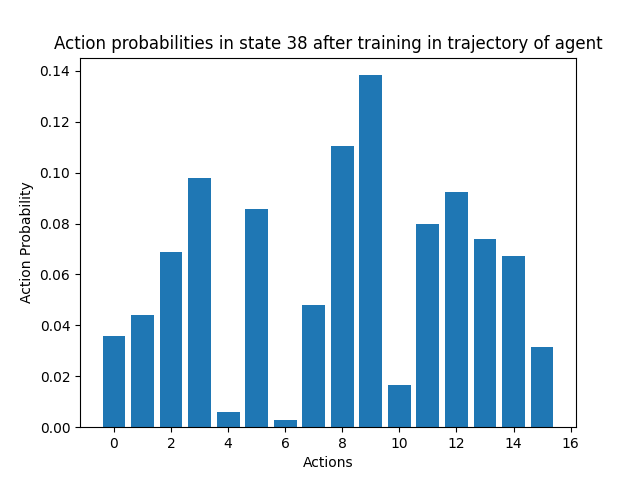 Action probabilities in state 38 after training in trajectory of agent
0.14
0.12
0.10
0.08
0.06
0.04
0.02
0.00
Action Probability
0 2 4 6 8 10 12 14 16
Actions